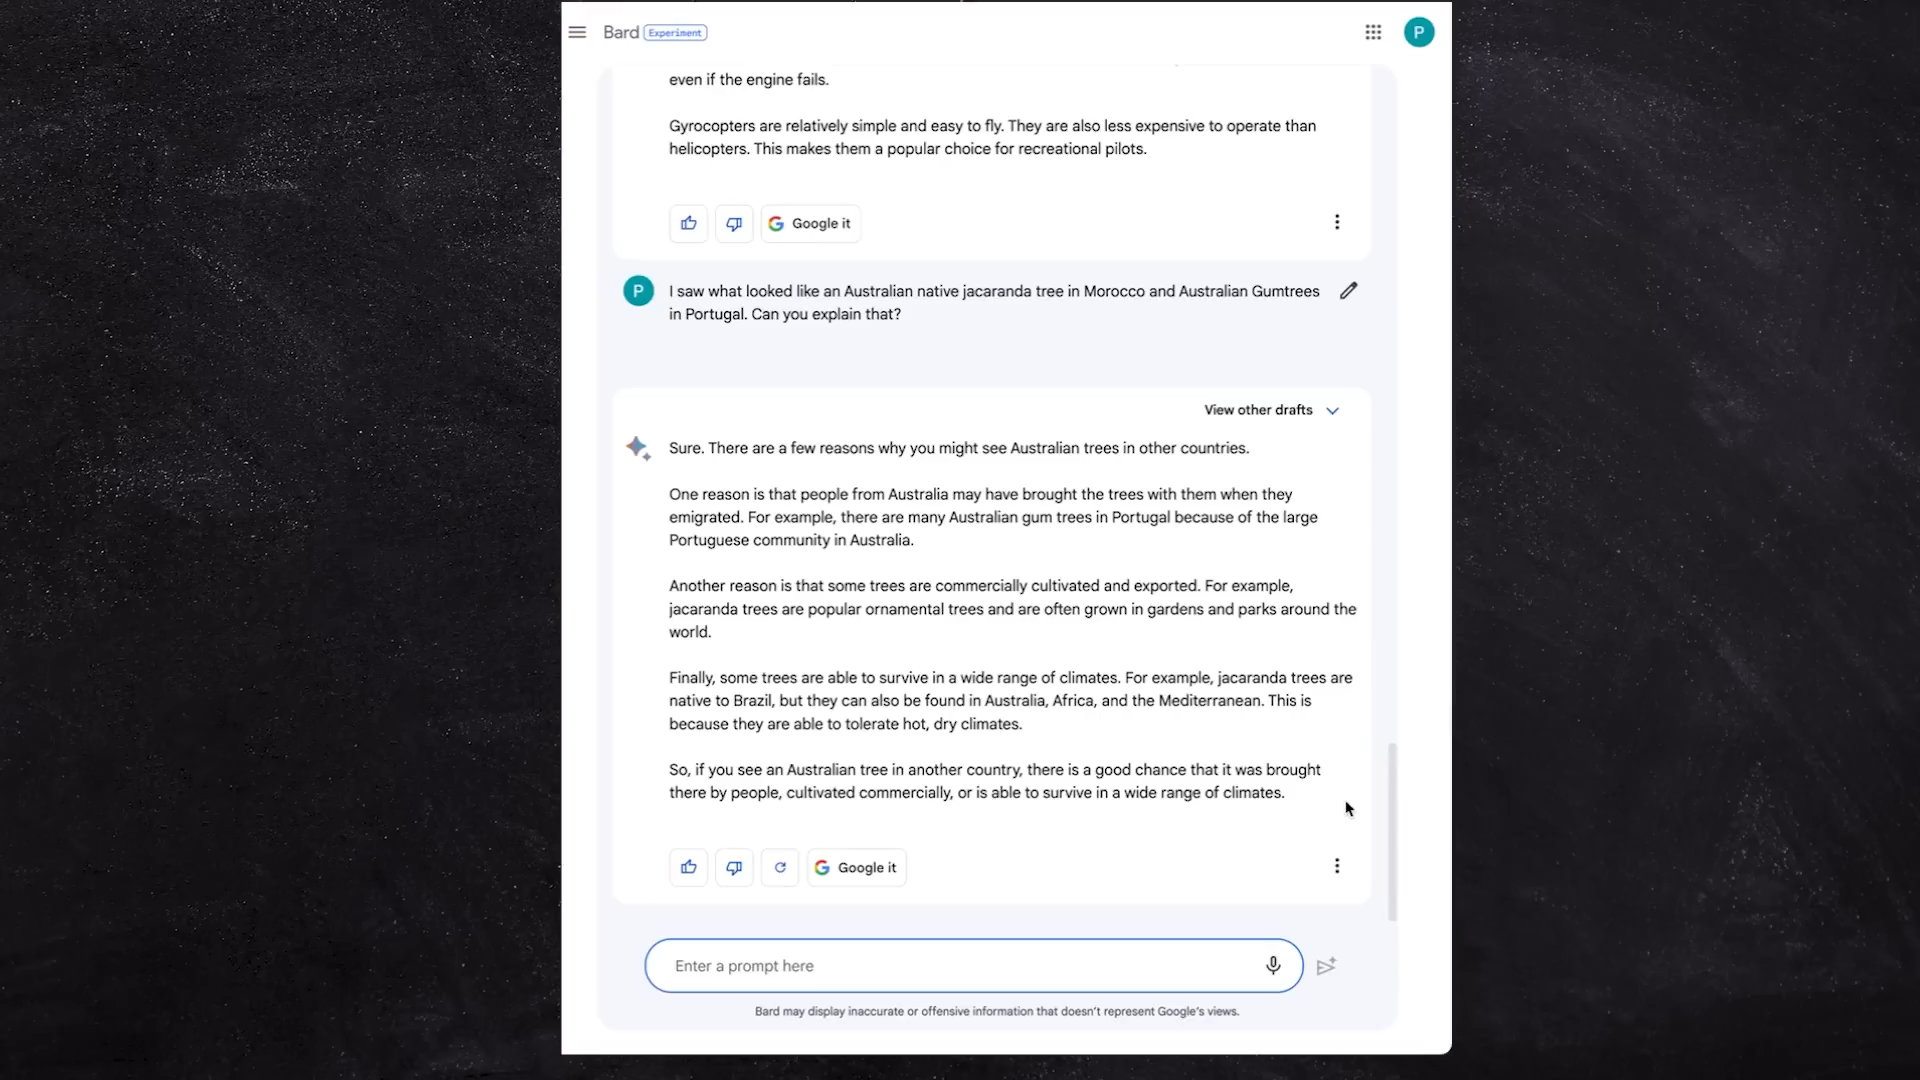 Bard Experiment
P
even if the engine fails.
Gyrocopters are relatively simple and easy to fly. They are also less expensive to operate than
helicopters. This makes them a popular choice for recreational pilots.
Google it
P
I saw what looked like an Australian native jacaranda tree in Morocco and Australian Gumtrees
in Portugal. Can you explain that?
View other drafts
Sure. There are a few reasons why you might see Australian trees in other countries.
One reason is that people from Australia may have brought the trees with them when they
emigrated. For example, there are many Australian gum trees in Portugal because of the large
Portuguese community in Australia.
Another reason is that some trees are commercially cultivated and exported. For example,
jacaranda trees are popular ornamental trees and are often grown in gardens and parks around the
world.
Finally, some trees are able to survive in a wide range of climates. For example, jacaranda trees are
native to Brazil, but they can also be found in Australia, Africa, and the Mediterranean. This is
because they are able to tolerate hot, dry climates.
So, if you see an Australian tree in another country, there is a good chance that it was brought
there by people, cultivated commercially, or is able to survive in a wide range of climates.
Google it
Enter a prompt here
Bard may display inaccurate or offensive information that doesn't represent Google's views.